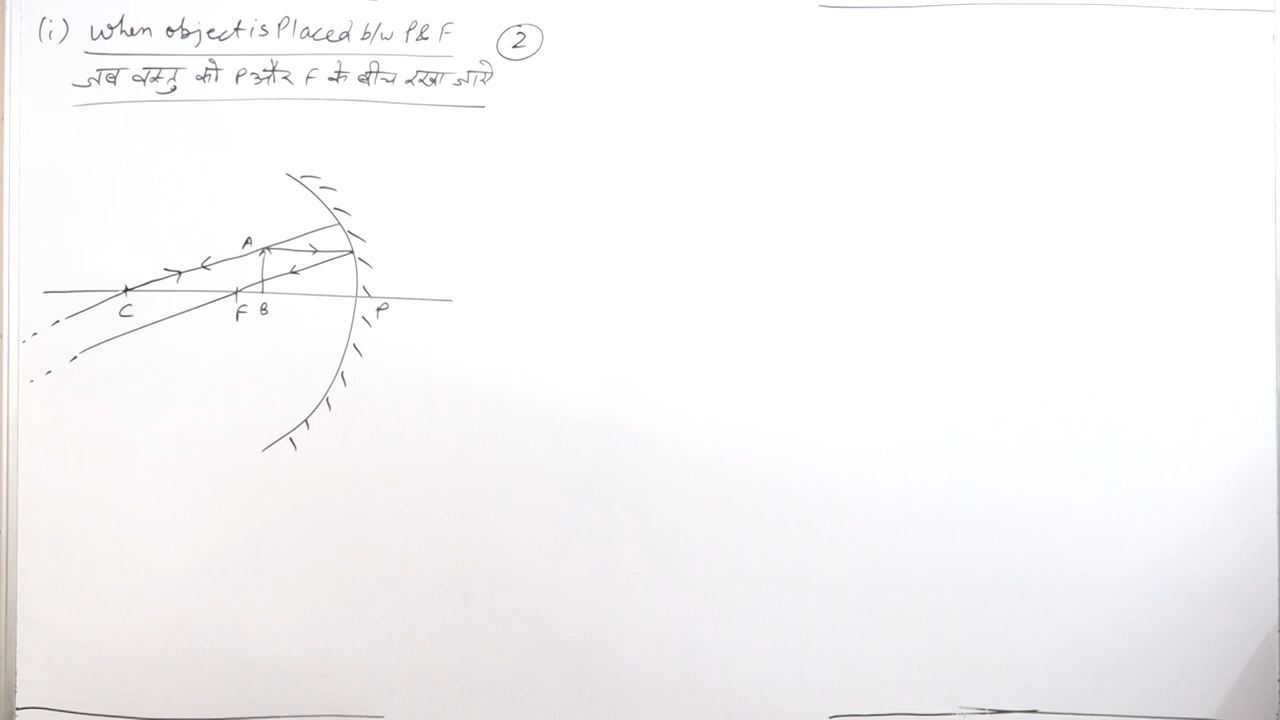 (i) When object is Placed b/w P & F
2
जब वस्तु को P और F के बीच रखा जाये
A
C
F B
P